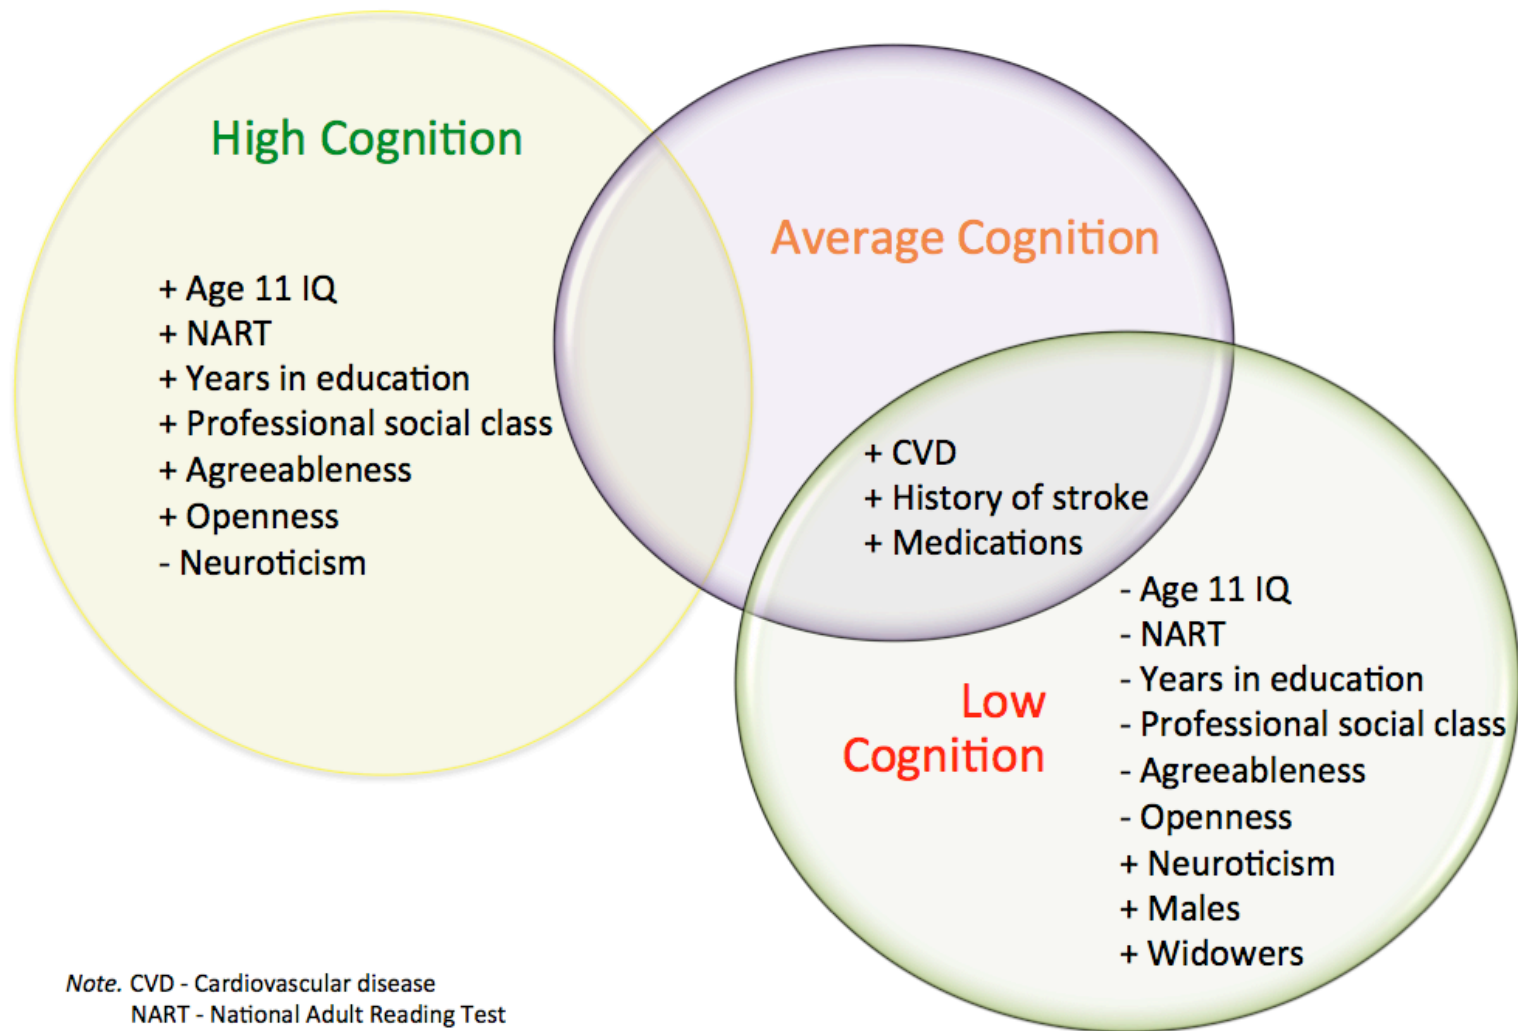 High Cognition
+ Age 11 IQ
+ NART
+ Years in education
+ Professional social class
+ Agreeableness
+ Openness
- Neuroticism
Average Cognition
+ CVD
+ History of stroke
+ Medications
Low
Cognition
- Age 11 IQ
- NART
- Years in education
- Professional social class
- Agreeableness
- Openness
+ Neuroticism
+ Males
+ Widowers
Note. CVD - Cardiovascular disease
NART - National Adult Reading Test